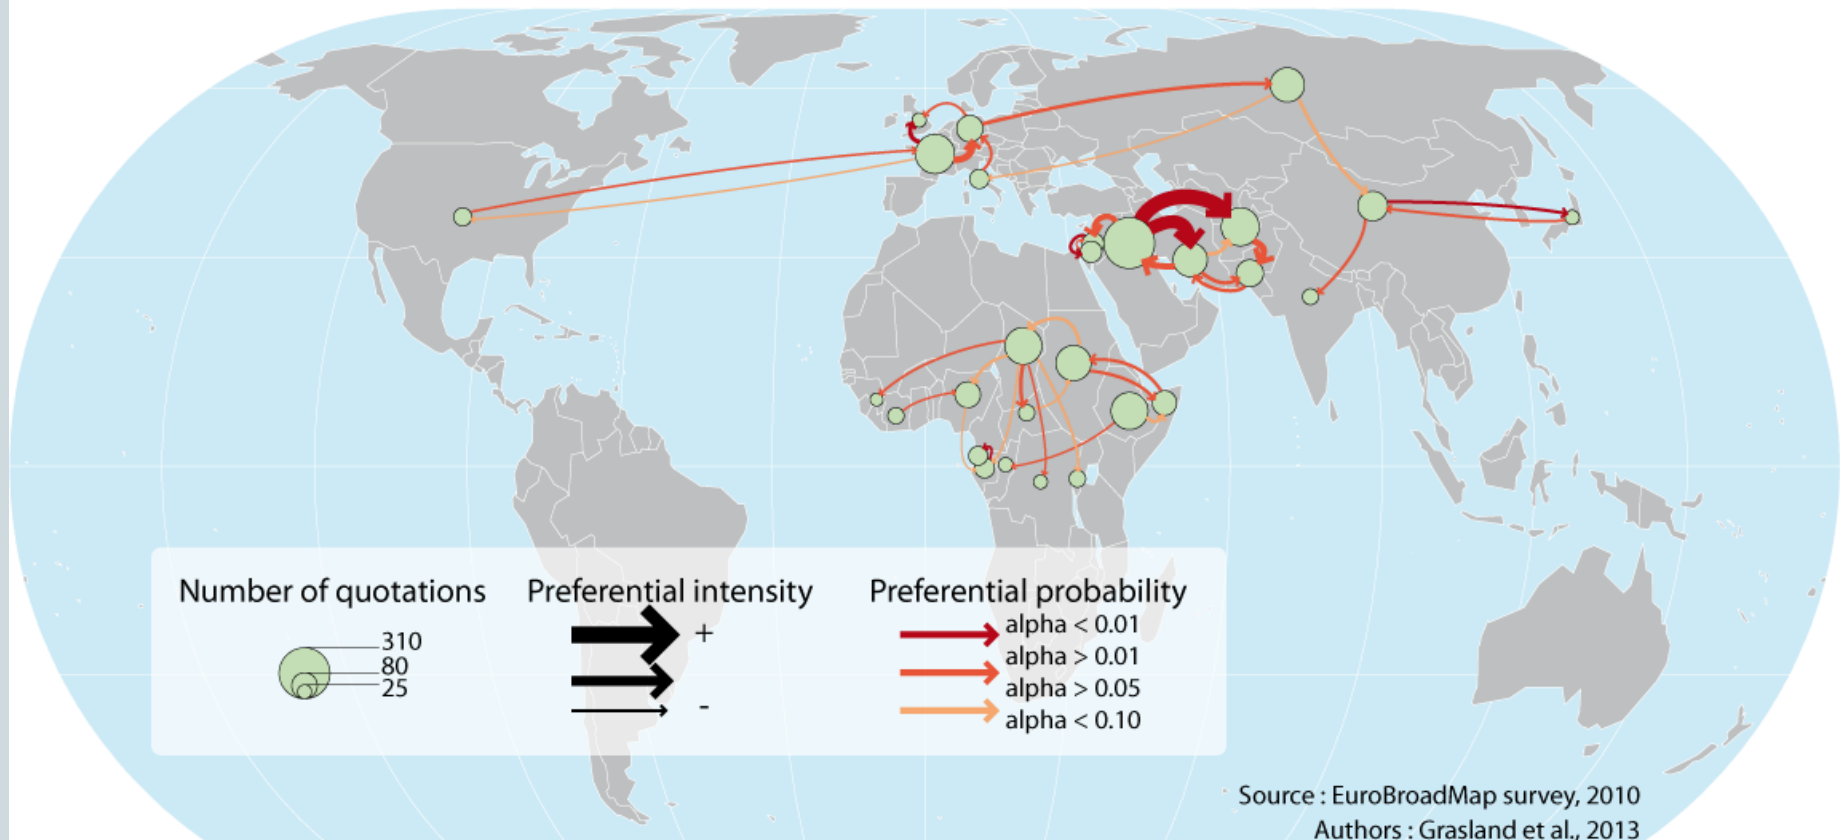 Number of quotations
310
80
25
Preferential intensity
+
-
Preferential probability
alpha < 0.01
alpha > 0.01
alpha > 0.05
alpha < 0.10
Source : EuroBroadMap survey, 2010
Authors : Grasland et al., 2013